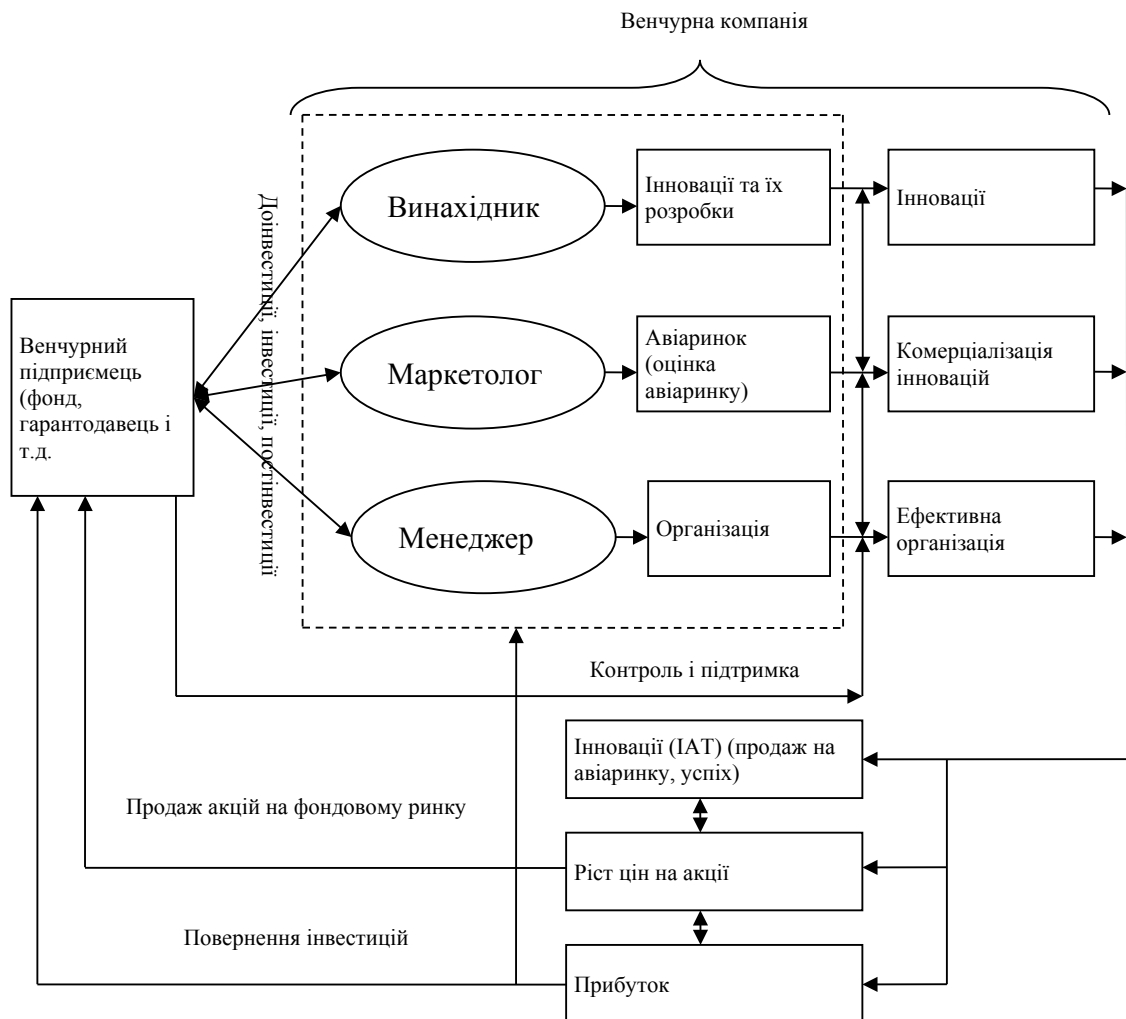 Венчурна компанія
Винахідник
Інновації та їх
розробки
Інновації
Доінвестиції, інвестиції, постінвестиції
Венчурний
підприємець
(фонд,
гарантодавець і
т.д.
Маркетолог
Авіаринок
(оцінка
авіаринку)
Комерціалізація
інновацій
Менеджер
Організація
Ефективна
організація
Контроль і підтримка
Інновації (ІАТ) (продаж на
авіаринку, успіх)
Продаж акцій на фондовому ринку
Ріст цін на акції
Повернення інвестицій
Прибуток